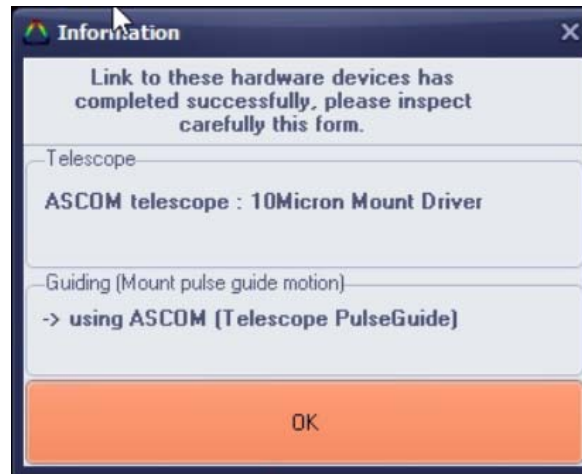 Information
Link to these hardware devices has
completed successfully, please inspect
carefully this form.
Telescope
ASCOM telescope : 10Micron Mount Driver
Guiding (Mount pulse guide motion)
-> using ASCOM (Telescope PulseGuide)
OK